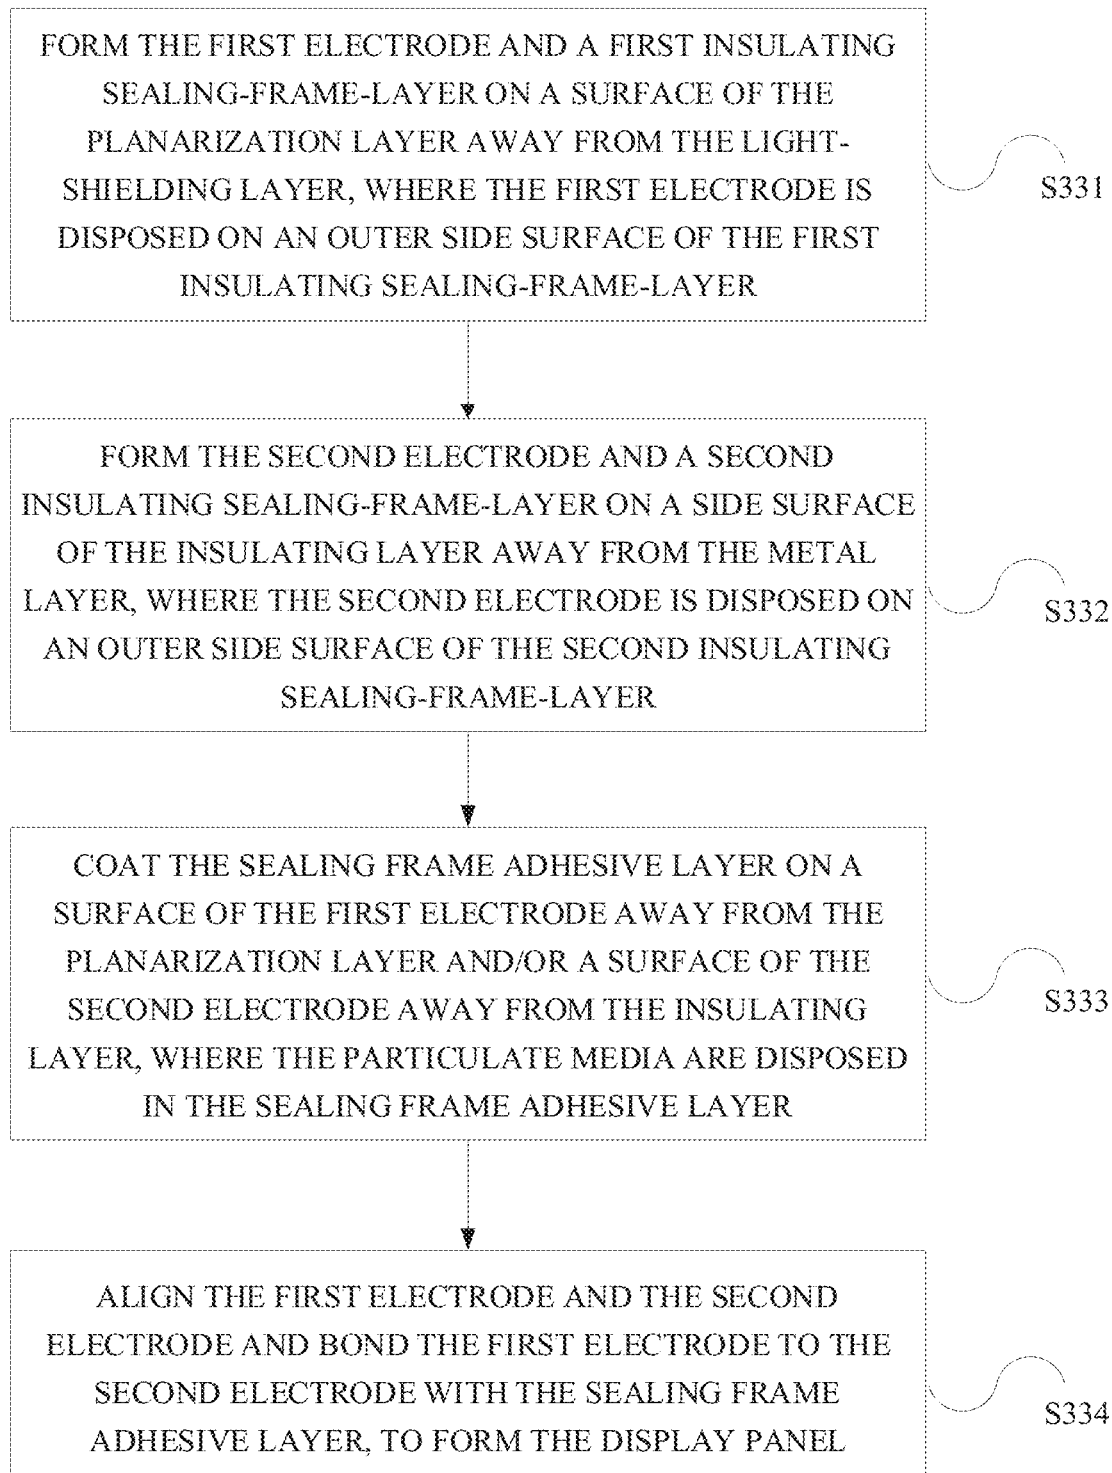 FORM THE FIRST ELECTRODE AND A FIRST INSULATING
SEALING-FRAME-LAYER ON A SURFACE OF THE
PLANARIZATION LAYER AWAY FROM THE LIGHT-
SHIELDING LAYER, WHERE THE FIRST ELECTRODE IS
DISPOSED ON AN OUTER SIDE SURFACE OF THE FIRST
INSULATING SEALING-FRAME-LAYER
S331
FORM THE SECOND ELECTRODE AND A SECOND
INSULATING SEALING-FRAME-LAYER ON A SIDE SURFACE
OF THE INSULATING LAYER AWAY FROM THE METAL
LAYER, WHERE THE SECOND ELECTRODE IS DISPOSED ON
AN OUTER SIDE SURFACE OF THE SECOND INSULATING
SEALING-FRAME-LAYER
S332
COAT THE SEALING FRAME ADHESIVE LAYER ON A
SURFACE OF THE FIRST ELECTRODE AWAY FROM THE
PLANARIZATION LAYER AND/OR A SURFACE OF THE
SECOND ELECTRODE AWAY FROM THE INSULATING
LAYER, WHERE THE PARTICULATE MEDIA ARE DISPOSED
IN THE SEALING FRAME ADHESIVE LAYER
S333
ALIGN THE FIRST ELECTRODE AND THE SECOND
ELECTRODE AND BOND THE FIRST ELECTRODE TO THE
SECOND ELECTRODE WITH THE SEALING FRAME
ADHESIVE LAYER, TO FORM THE DISPLAY PANEL
S334